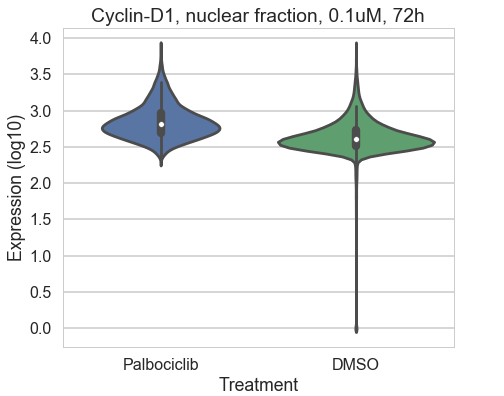 Cyclin-D1, nuclear fraction, 0.1uM, 72h
4.0
3.5
3.0
2.5
2.0
1.5
1.0
0.5
0.0
Expression (log10)
Palbociclib DMSO
Treatment